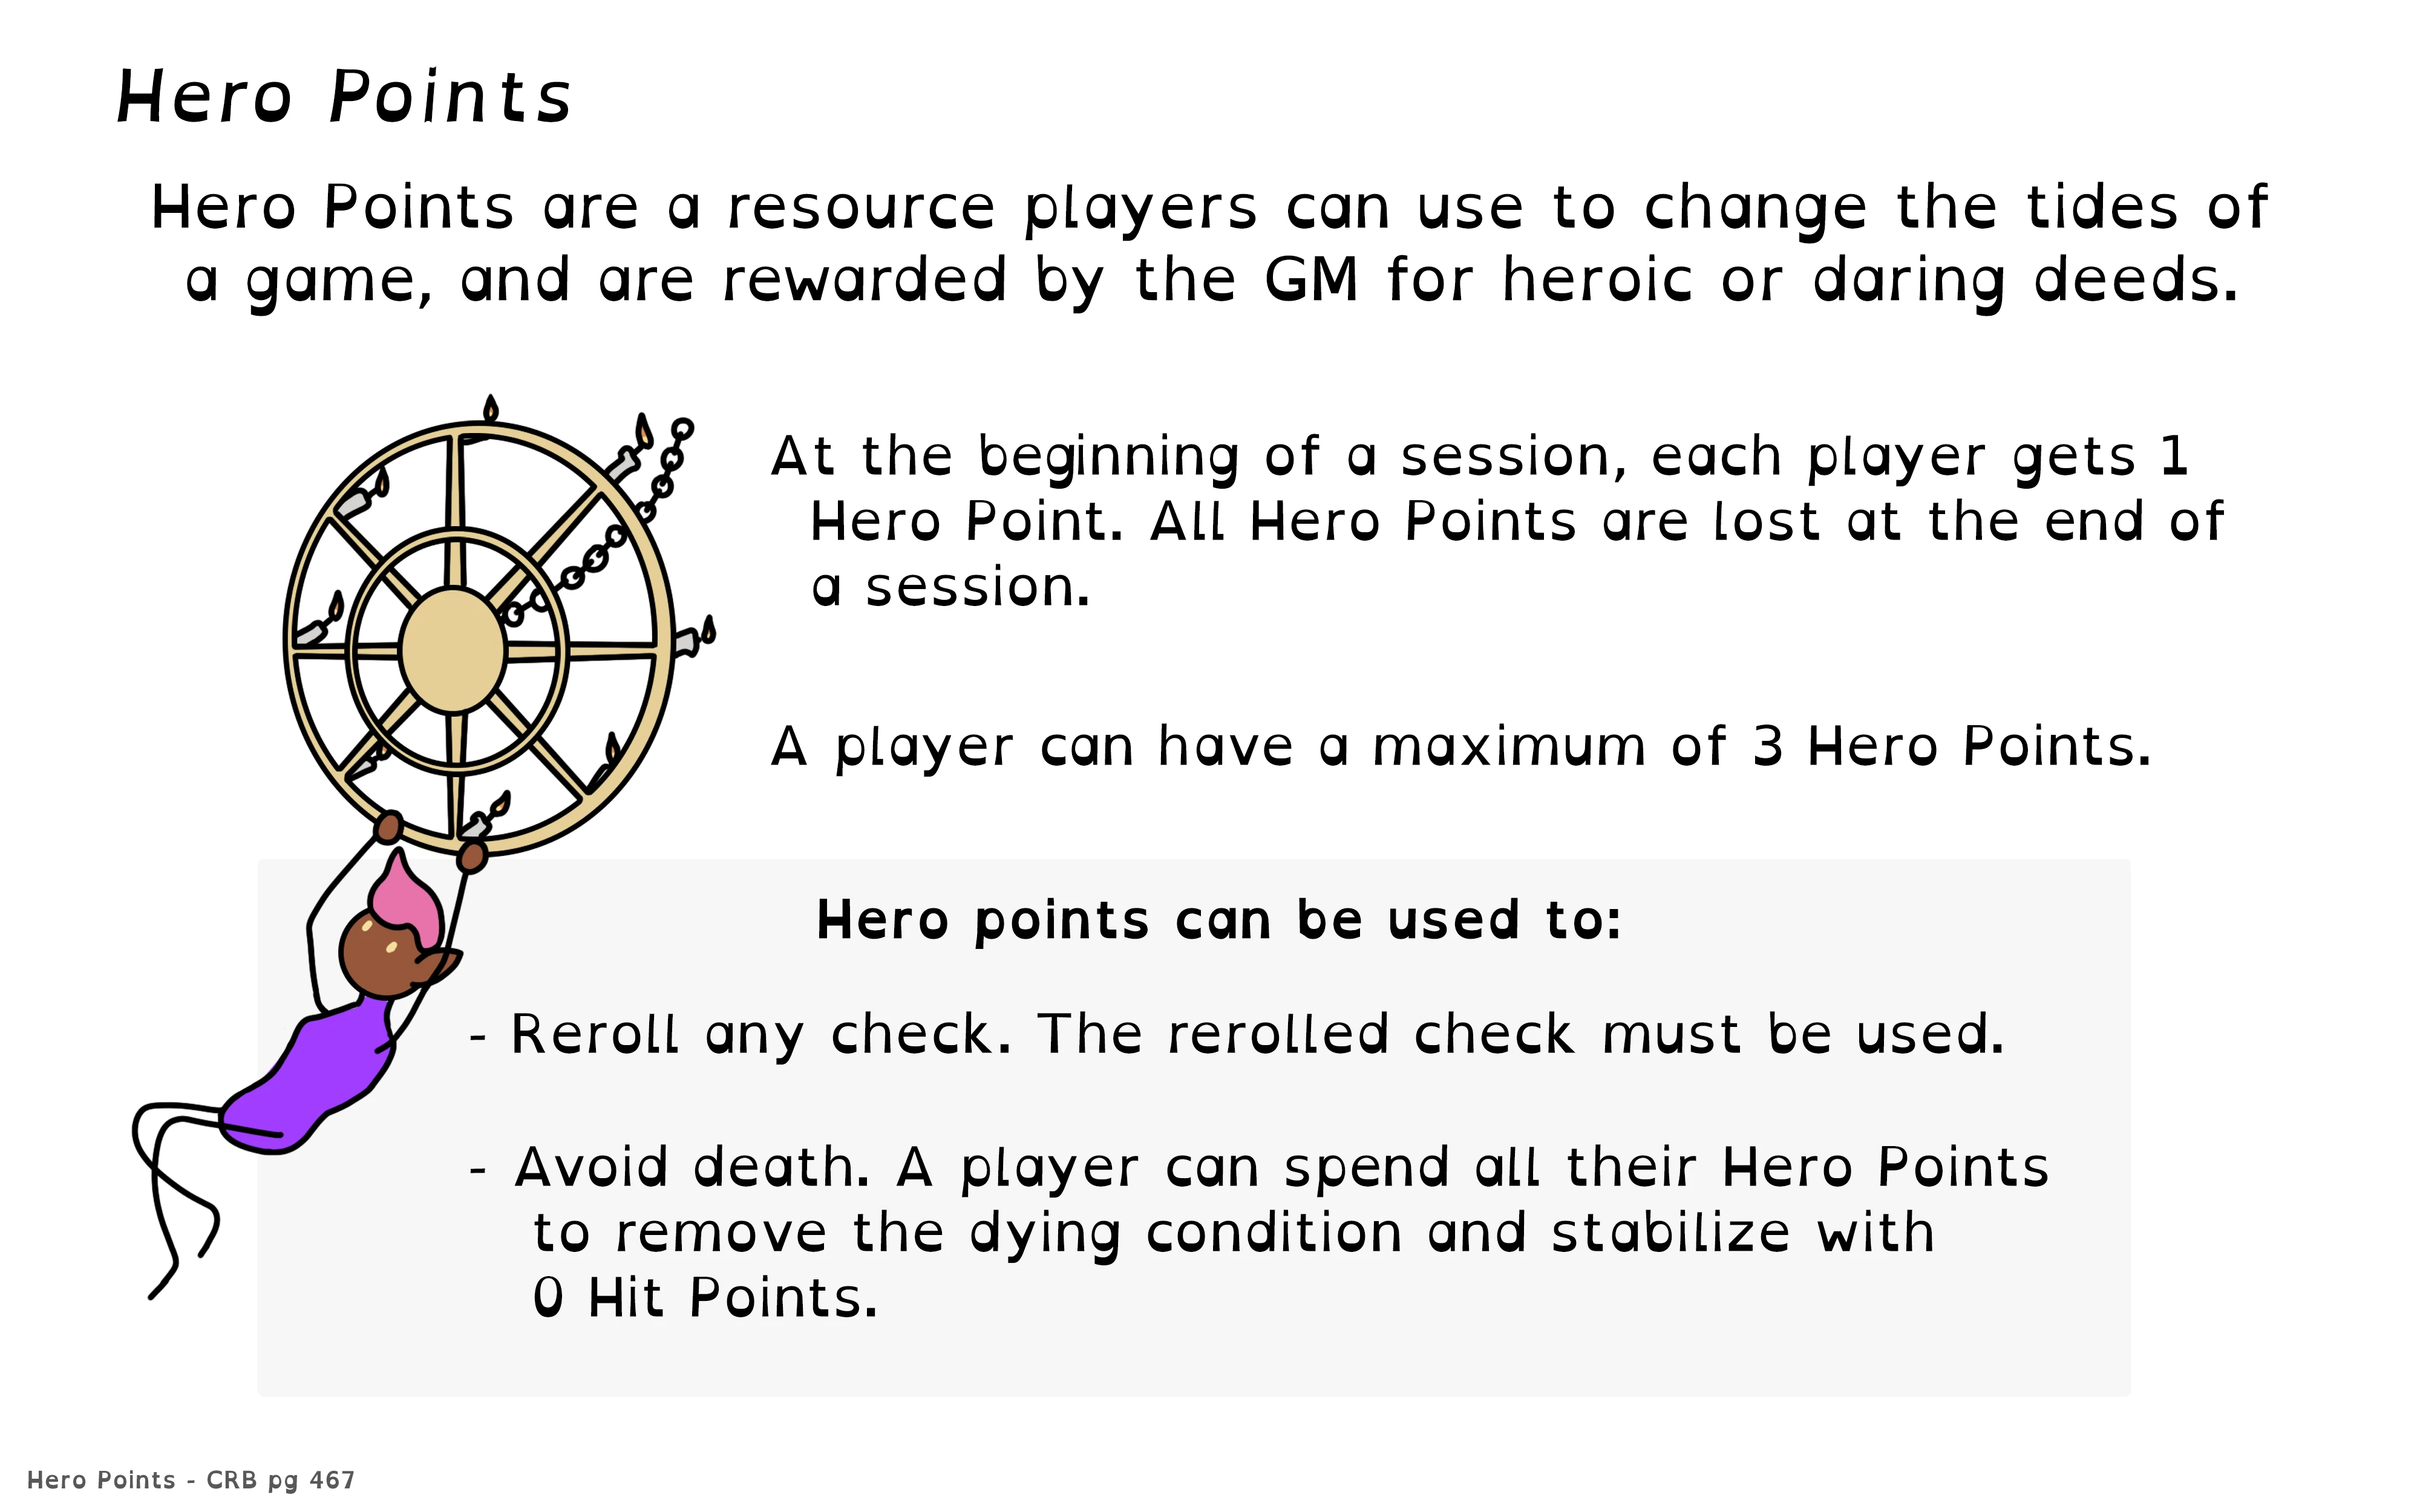 Hero Points
Hero Points are a resource players can use to change the tides of
a game, and are rewarded by the GM for heroic or daring deeds.
At the beginning of a session, each player gets 1
Hero Point. All Hero Points are lost at the end of
a session.
A player can have a maximum of 3 Hero Points.
Hero points can be used to:
- Reroll any check. The rerolled check must be used.
- Avoid death. A player can spend all their Hero Points
to remove the dying condition and stabilize with
0 Hit Points.
Hero Points - CRB pg 467